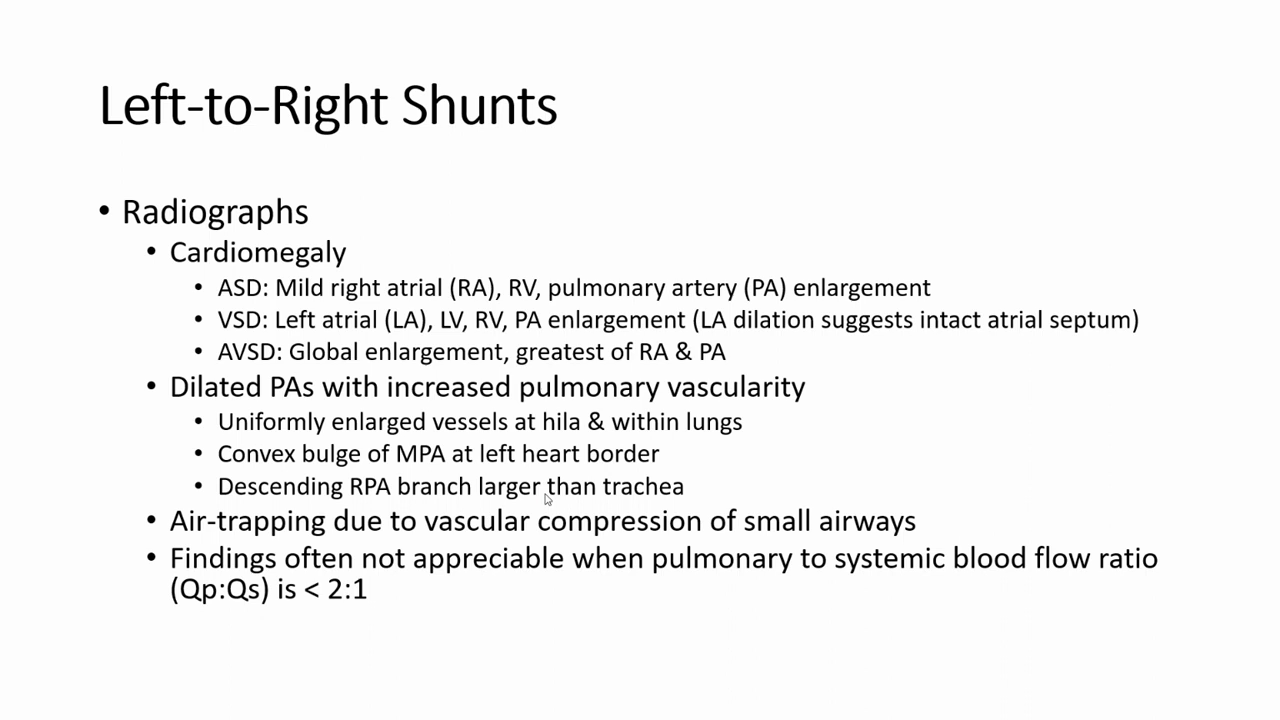 Left-to-Right Shunts
• Radiographs
• Cardiomegaly
• ASD: Mild right atrial (RA), RV, pulmonary artery (PA) enlargement
• VSD: Left atrial (LA), LV, RV, PA enlargement (LA dilation suggests intact atrial septum)
• AVSD: Global enlargement, greatest of RA & PA
• Dilated PAs with increased pulmonary vascularity
• Uniformly enlarged vessels at hila & within lungs
• Convex bulge of MPA at left heart border
• Descending RPA branch larger than trachea
• Air-trapping due to vascular compression of small airways
• Findings often not appreciable when pulmonary to systemic blood flow ratio
(Qp:Qs) is < 2:1